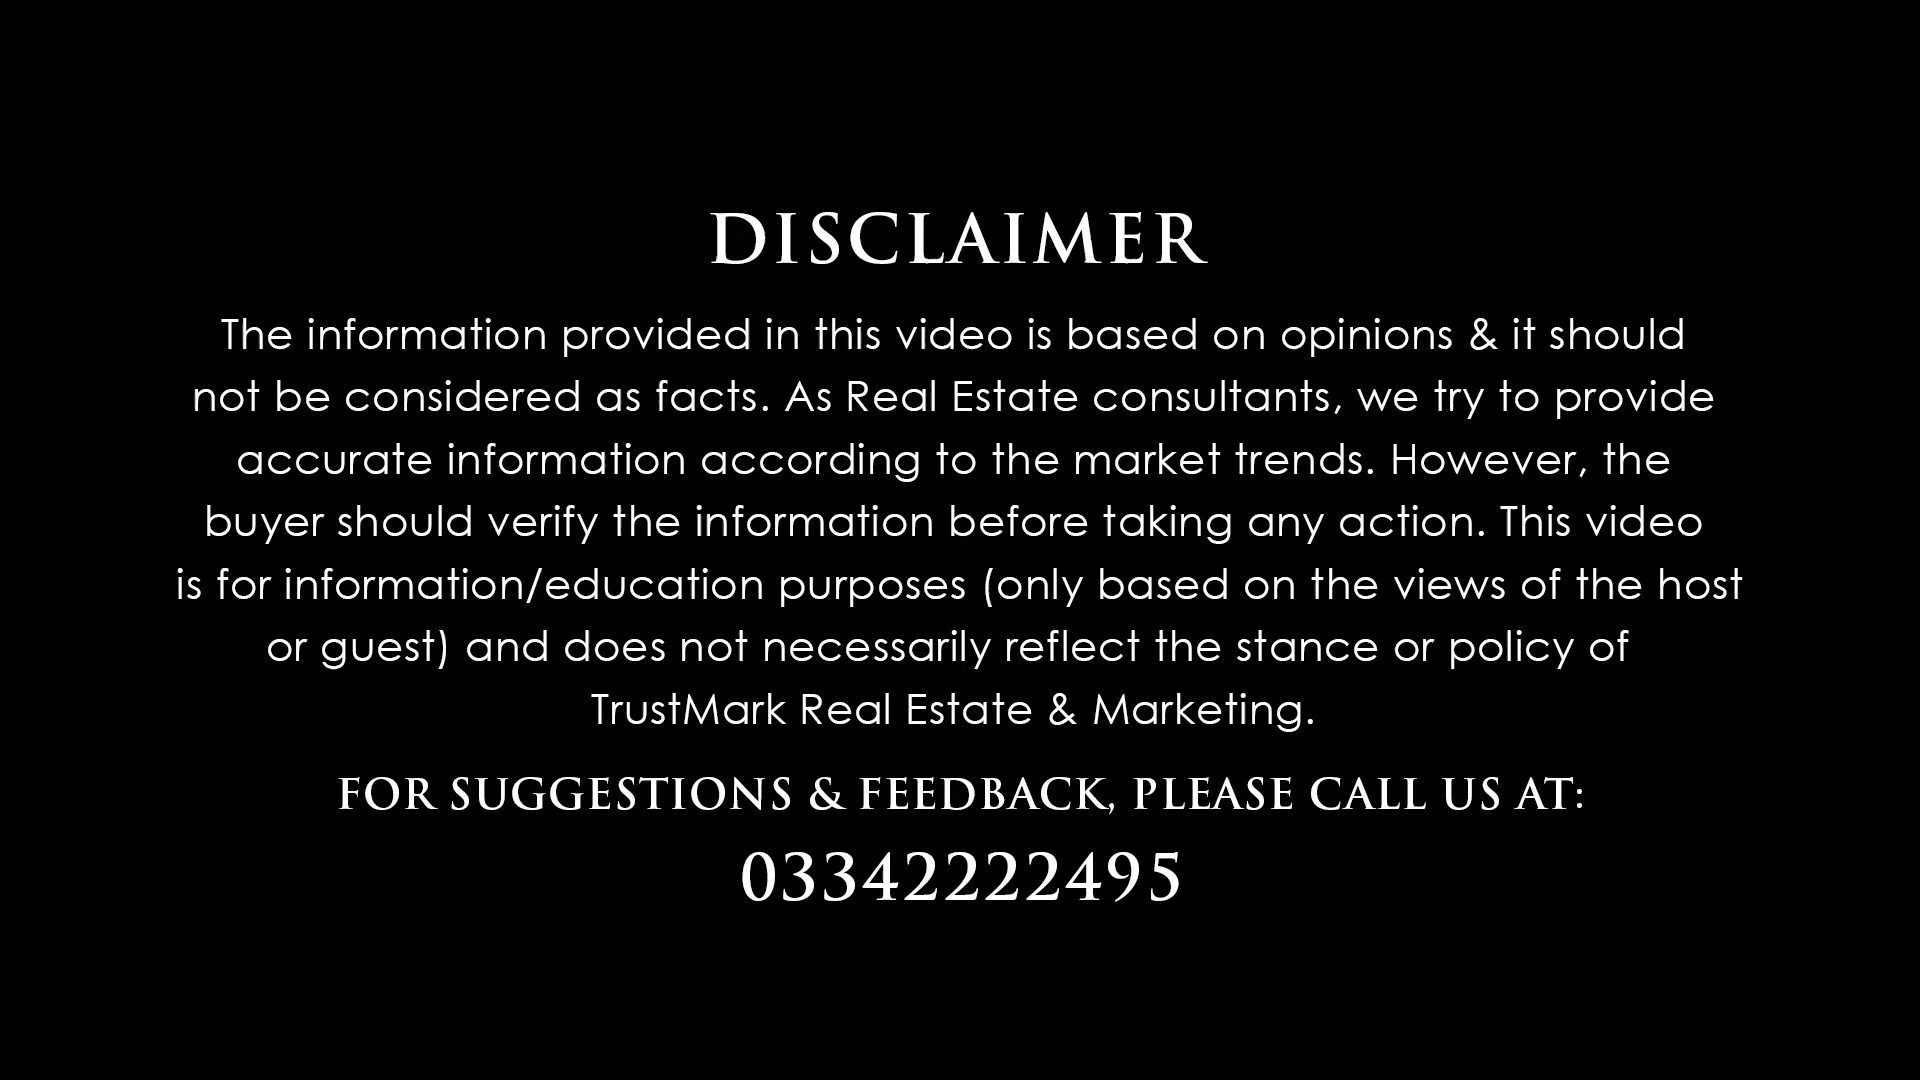 DISCLAIMER
The information provided in this video is based on opinions & it should
not be considered as facts. As Real Estate consultants, we try to provide
accurate information according to the market trends. However, the
buyer should verify the information before taking any action. This video
is for information/education purposes (only based on the views of the host
or guest) and does not necessarily reflect the stance or policy of
TrustMark Real Estate & Marketing.
FOR SUGGESTIONS & FEEDBACK, PLEASE CALL US AT:
03342222495